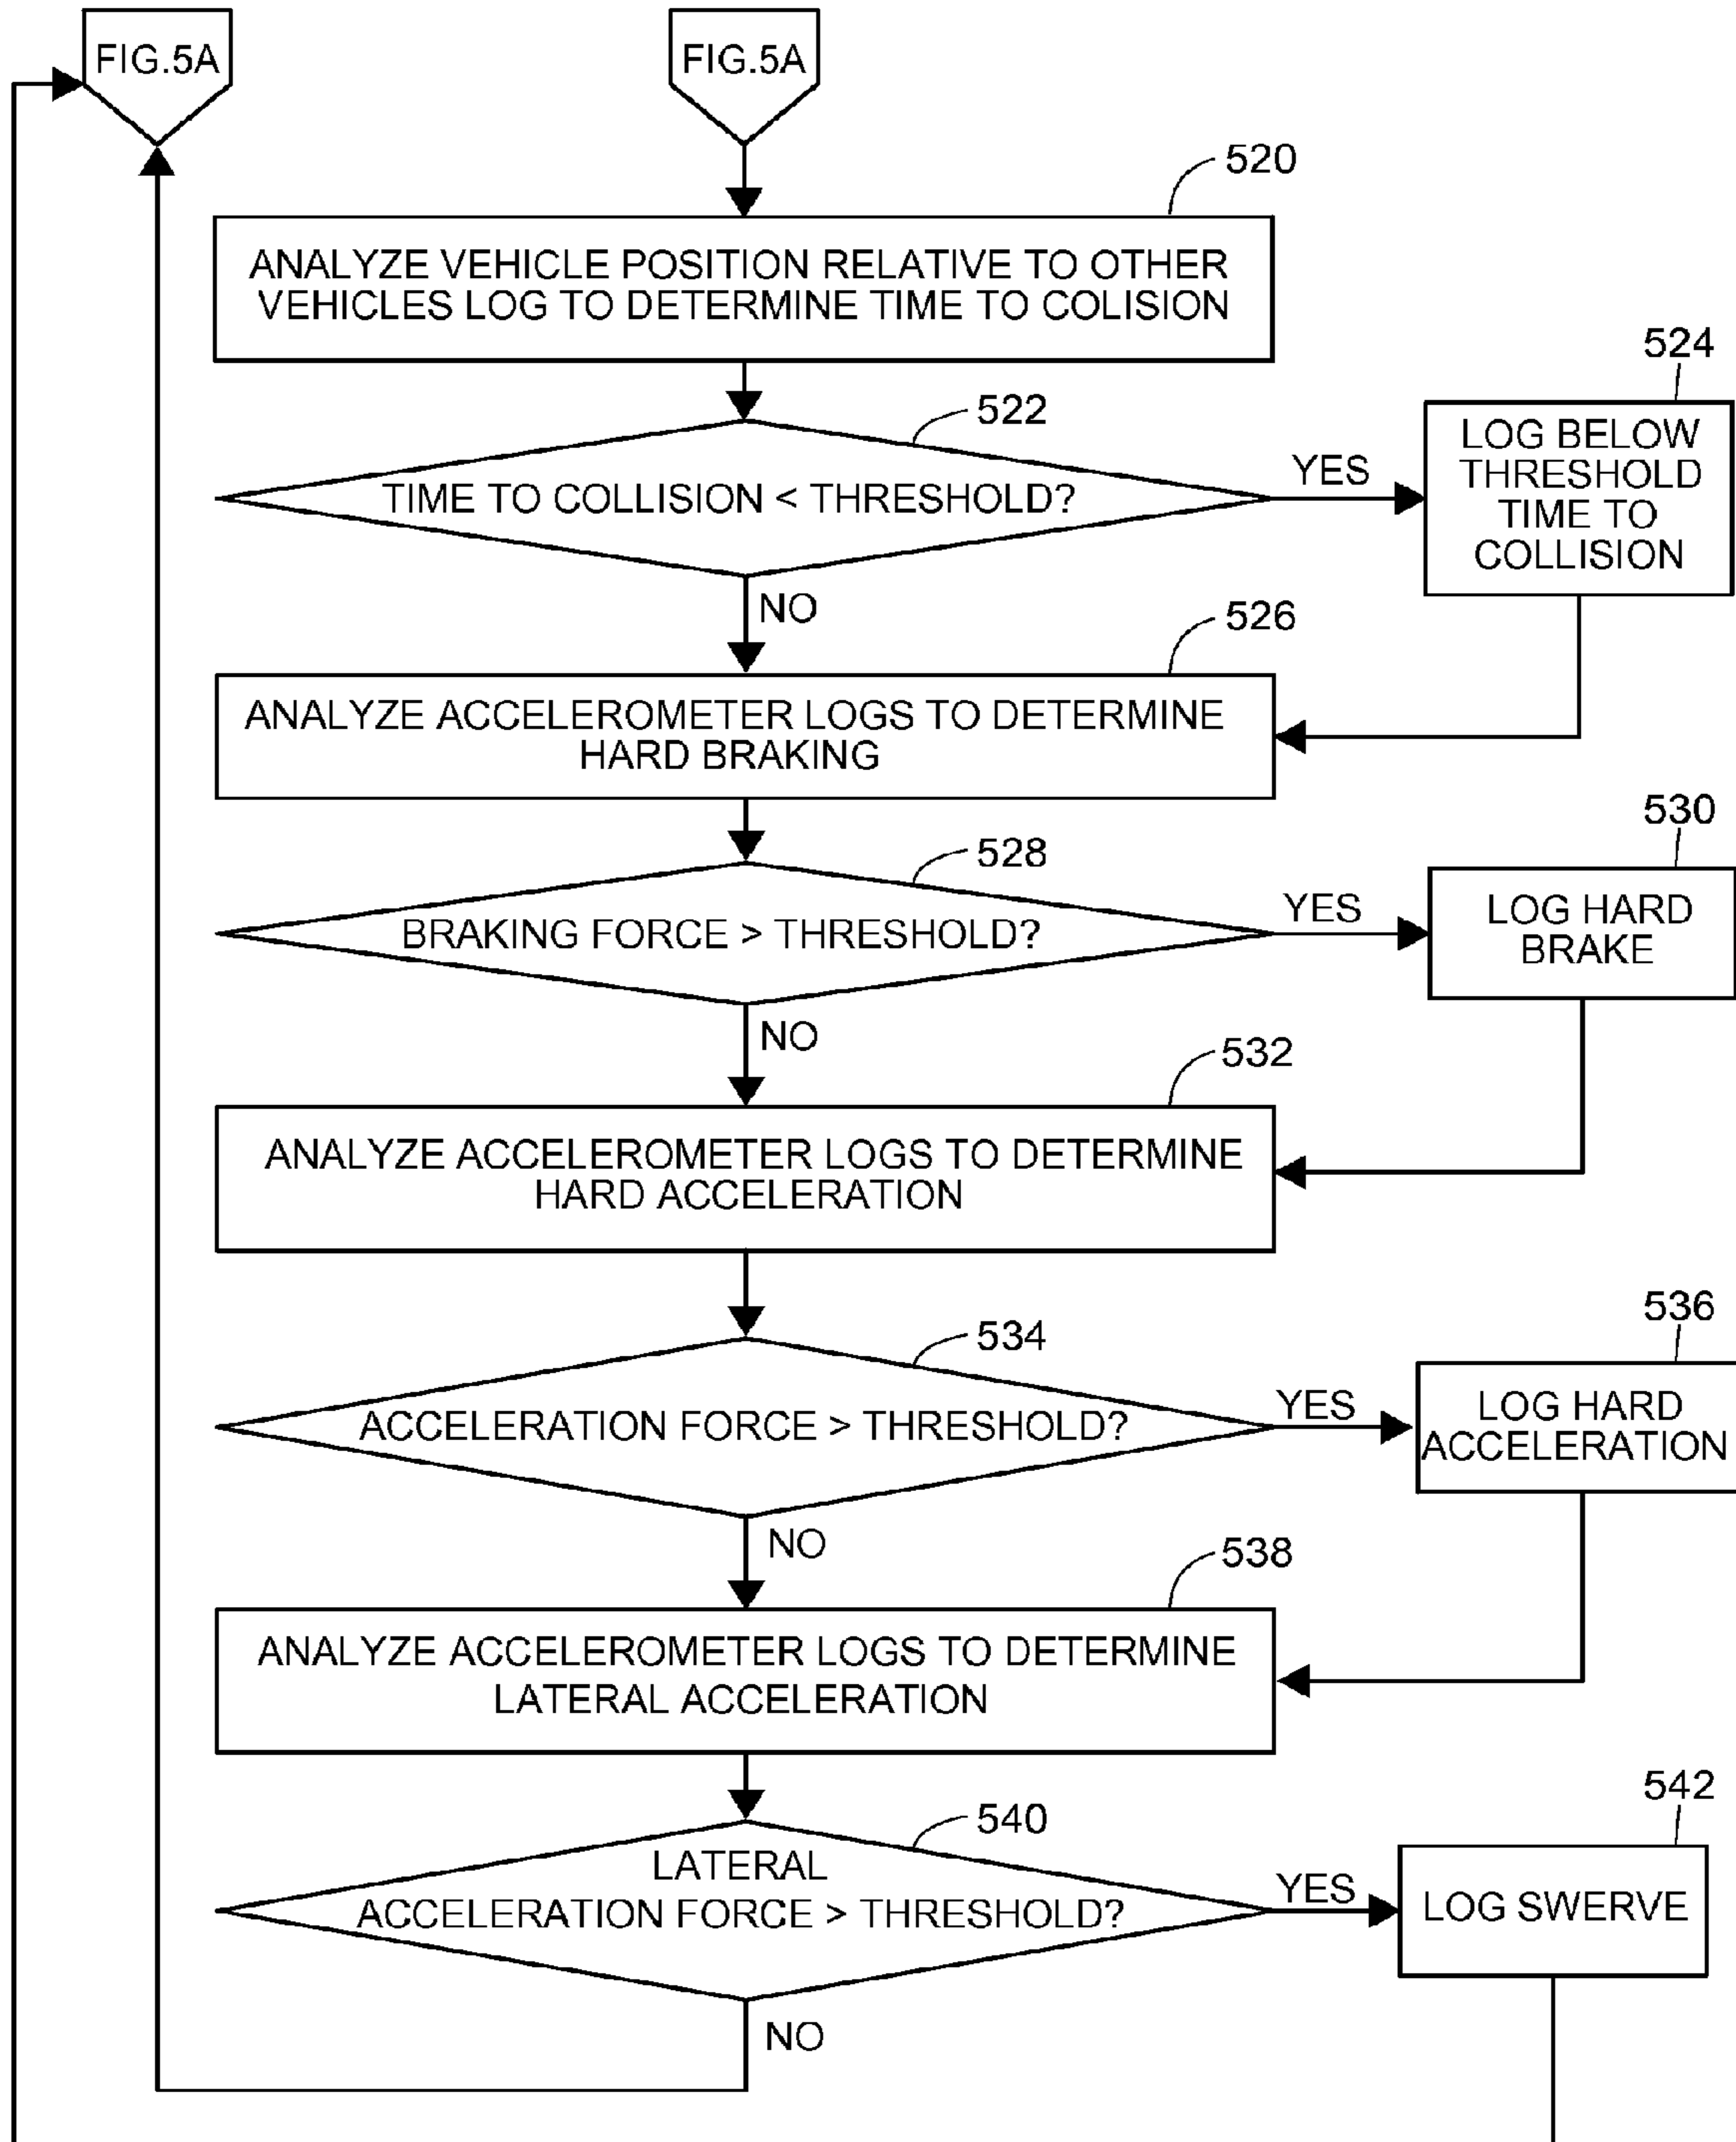 FIG.5A
FIG.5A
520
ANALYZE VEHICLE POSITION RELATIVE TO OTHER
VEHICLES LOG TO DETERMINE TIME TO COLISION
522
TIME TO COLLISION < THRESHOLD?
YES
524
LOG BELOW
THRESHOLD
TIME TO
COLLISION
NO
526
ANALYZE ACCELEROMETER LOGS TO DETERMINE
HARD BRAKING
528
BRAKING FORCE > THRESHOLD?
YES
530
LOG HARD
BRAKE
NO
532
ANALYZE ACCELEROMETER LOGS TO DETERMINE
HARD ACCELERATION
534
ACCELERATION FORCE > THRESHOLD?
YES
536
LOG HARD
ACCELERATION
NO
538
ANALYZE ACCELEROMETER LOGS TO DETERMINE
LATERAL ACCELERATION
540
LATERAL
ACCELERATION FORCE > THRESHOLD?
YES
542
LOG SWERVE
NO